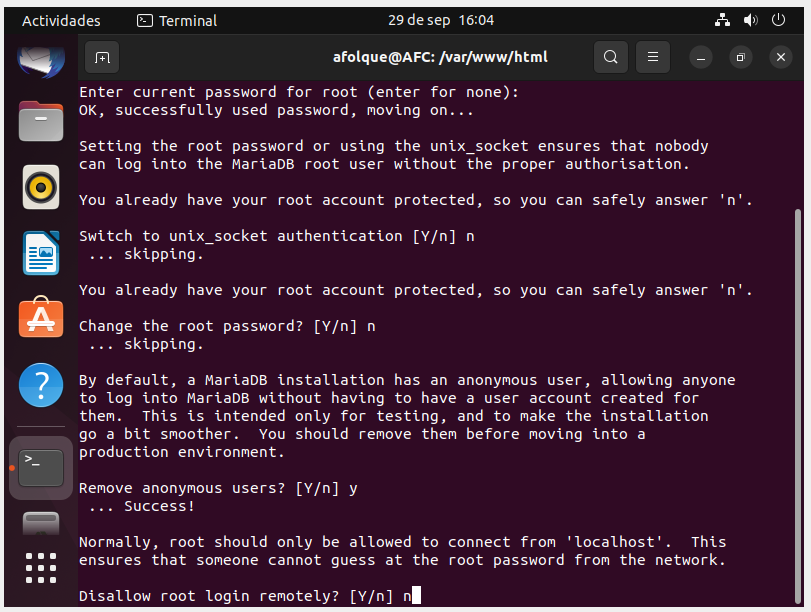 Actividades Terminal 29 de sep 16:04
afolque@AFC: /var/www/html
Enter current password for root (enter for none):
OK, successfully used password, moving on...
Setting the root password or using the unix_socket ensures that nobody
can log into the MariaDB root user without the proper authorisation.
You already have your root account protected, so you can safely answer 'n'.
Switch to unix_socket authentication [Y/n] n
... skipping.
You already have your root account protected, so you can safely answer 'n'.
Change the root password? [Y/n] n
... skipping.
By default, a MariaDB installation has an anonymous user, allowing anyone
to log into MariaDB without having to have a user account created for
them.  This is intended only for testing, and to make the installation
go a bit smoother.  You should remove them before moving into a
production environment.
Remove anonymous users? [Y/n] y
... Success!
Normally, root should only be allowed to connect from 'localhost'.  This
ensures that someone cannot guess at the root password from the network.
Disallow root login remotely? [Y/n] n